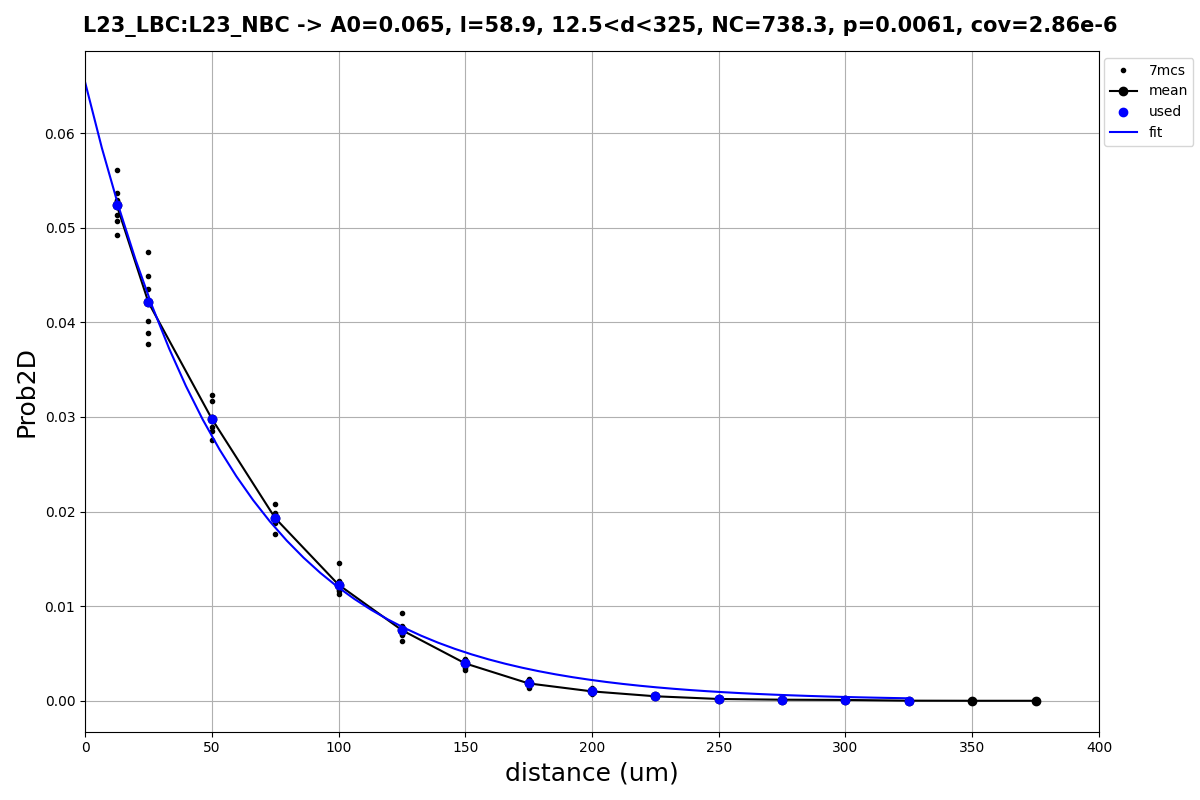 L23_LBC:L23_NBC -> A0=0.065, l=58.9, 12.5<d<325, NC=738.3, p=0.0061, cov=2.86e-6
7mcs
mean
used
fit
Prob2D
0.06
0.05
0.04
0.03
0.02
0.01
0.00
0 50 100 150 200 250 300 350 400
distance (um)